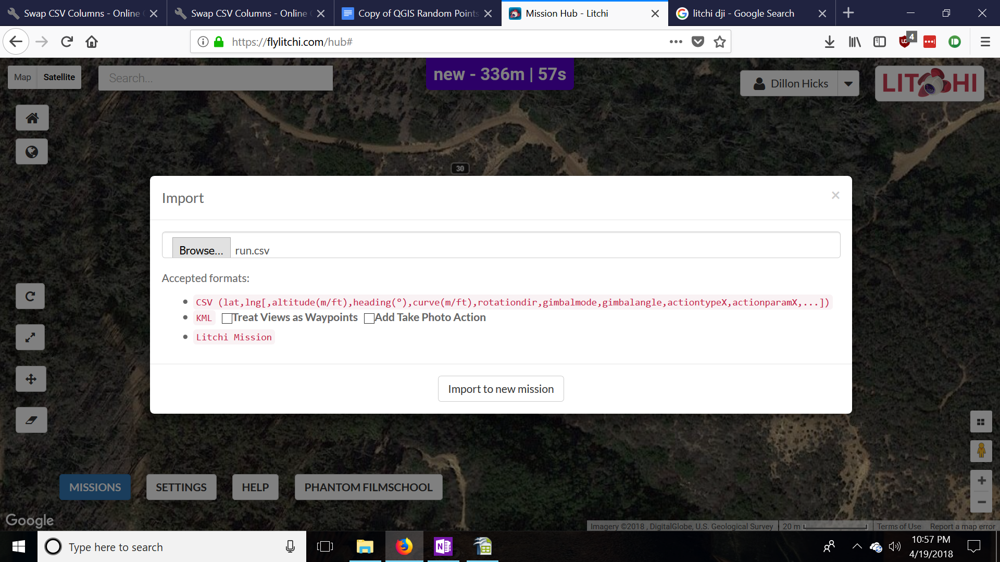 Swap CSV Columns - Online
Swap CSV Columns - Online
Copy of QGIS Random Points
Mission Hub - Litchi
litchi dji - Google Search
https://flylitchi.com/hub#
4
Map
Satellite
Search...
new - 336m | 57s
Dillon Hicks
LITCHI
30
Import
×
Browse... run.csv
Accepted formats:
CSV (lat,lng[,altitude(m/ft),heading(°),curve(m/ft),rotationdir,gimbalmode,gimbalangle,actiontypeX,actionparamX,...])
KML Treat Views as Waypoints Add Take Photo Action
Litchi Mission
Import to new mission
MISSIONS
SETTINGS
HELP
PHANTOM FILMSCHOOL
Google
Imagery ©2018 , DigitalGlobe, U.S. Geological Survey
20 m
Terms of Use
Report a map error
Type here to search
N
10:57 PM
4/19/2018